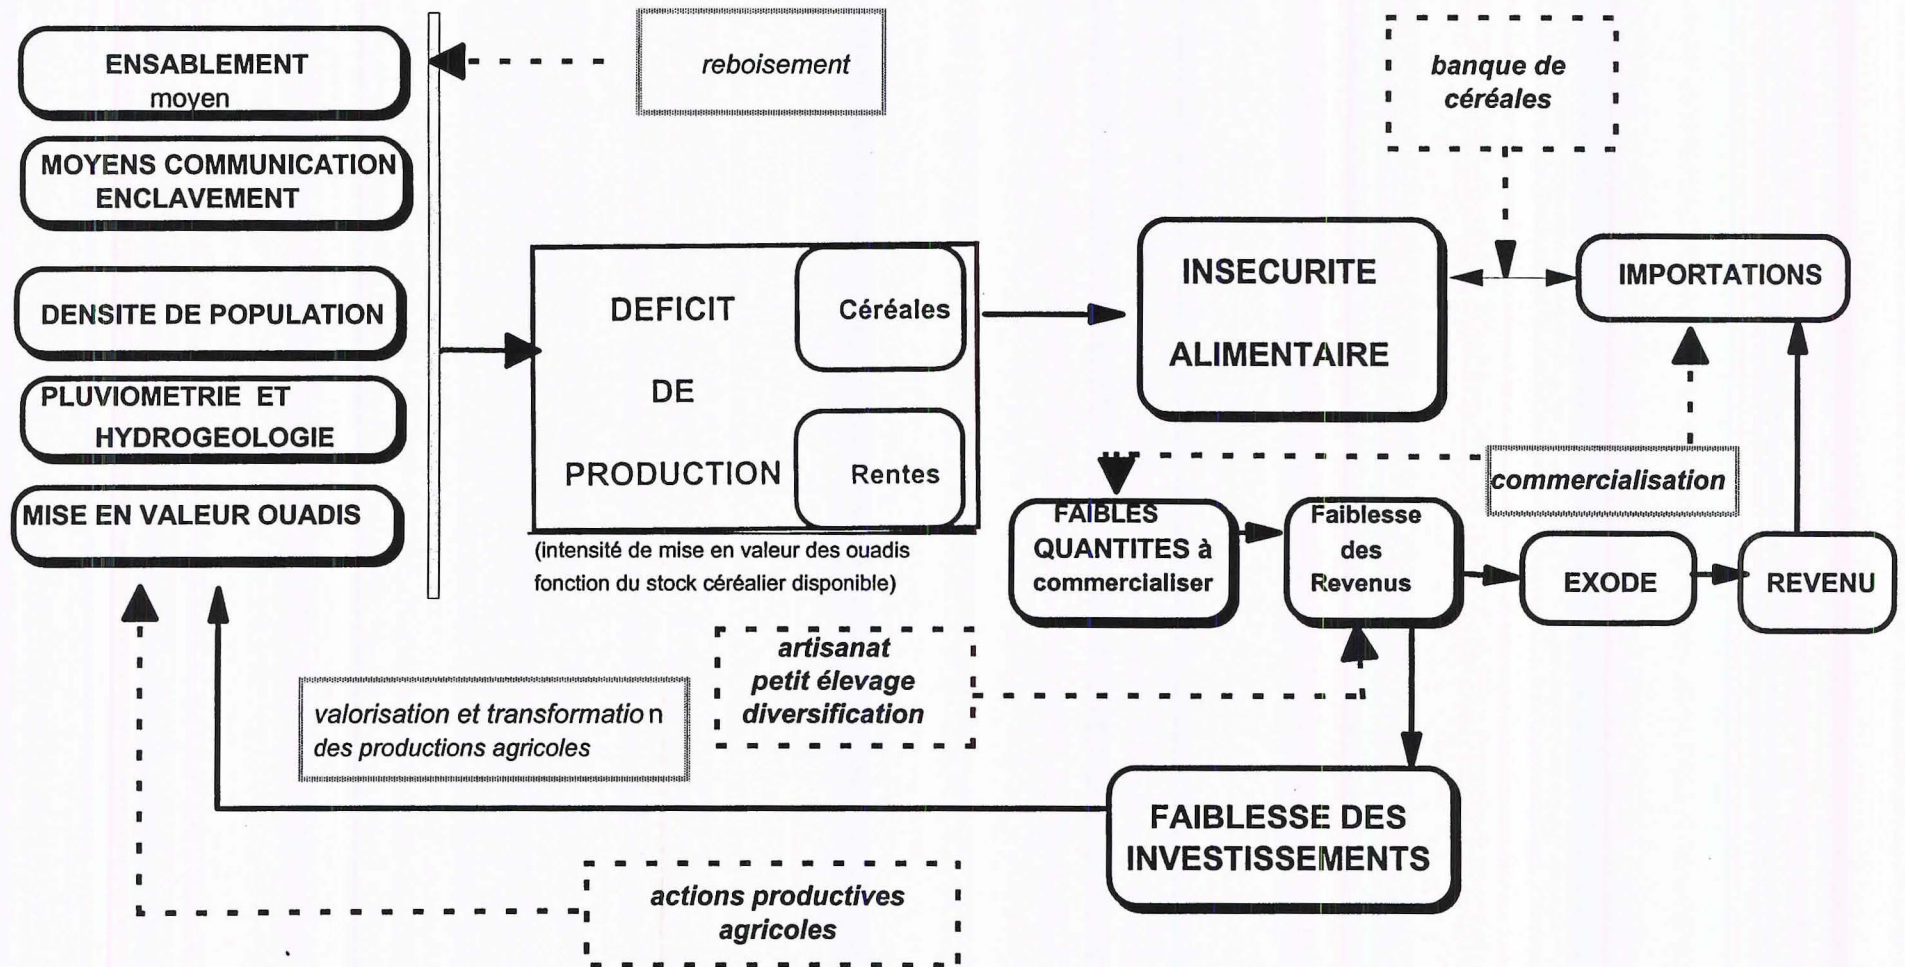 ENSABLEMENT
moyen
MOYENS COMMUNICATION
ENCLAVEMENT
DENSITE DE POPULATION
PLUVIOMETRIE ET
HYDROGEOLOGIE
MISE EN VALEUR OUADIS
reboisement
banque de
céréales
DEFICIT
DE
PRODUCTION
Céréales
Rentes
(intensité de mise en valeur des ouadis
fonction du stock céréalier disponible)
INSECURITE
ALIMENTAIRE
IMPORTATIONS
commercialisation
FAIBLES
QUANTITES à
commercialiser
Faiblesse
des
Revenus
EXODE
REVENU
artisanat
petit élevage
diversification
valorisation et transformation
des productions agricoles
FAIBLESSE DES
INVESTISSEMENTS
actions productives
agricoles